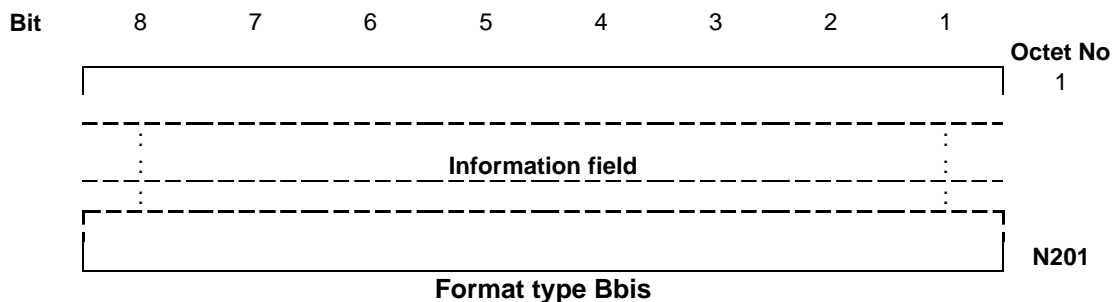 Bit 8 7 6 5 4 3 2 1
Octet No
1
: :
: :
: Information field :
: :
: :
N201
Format type Bbis